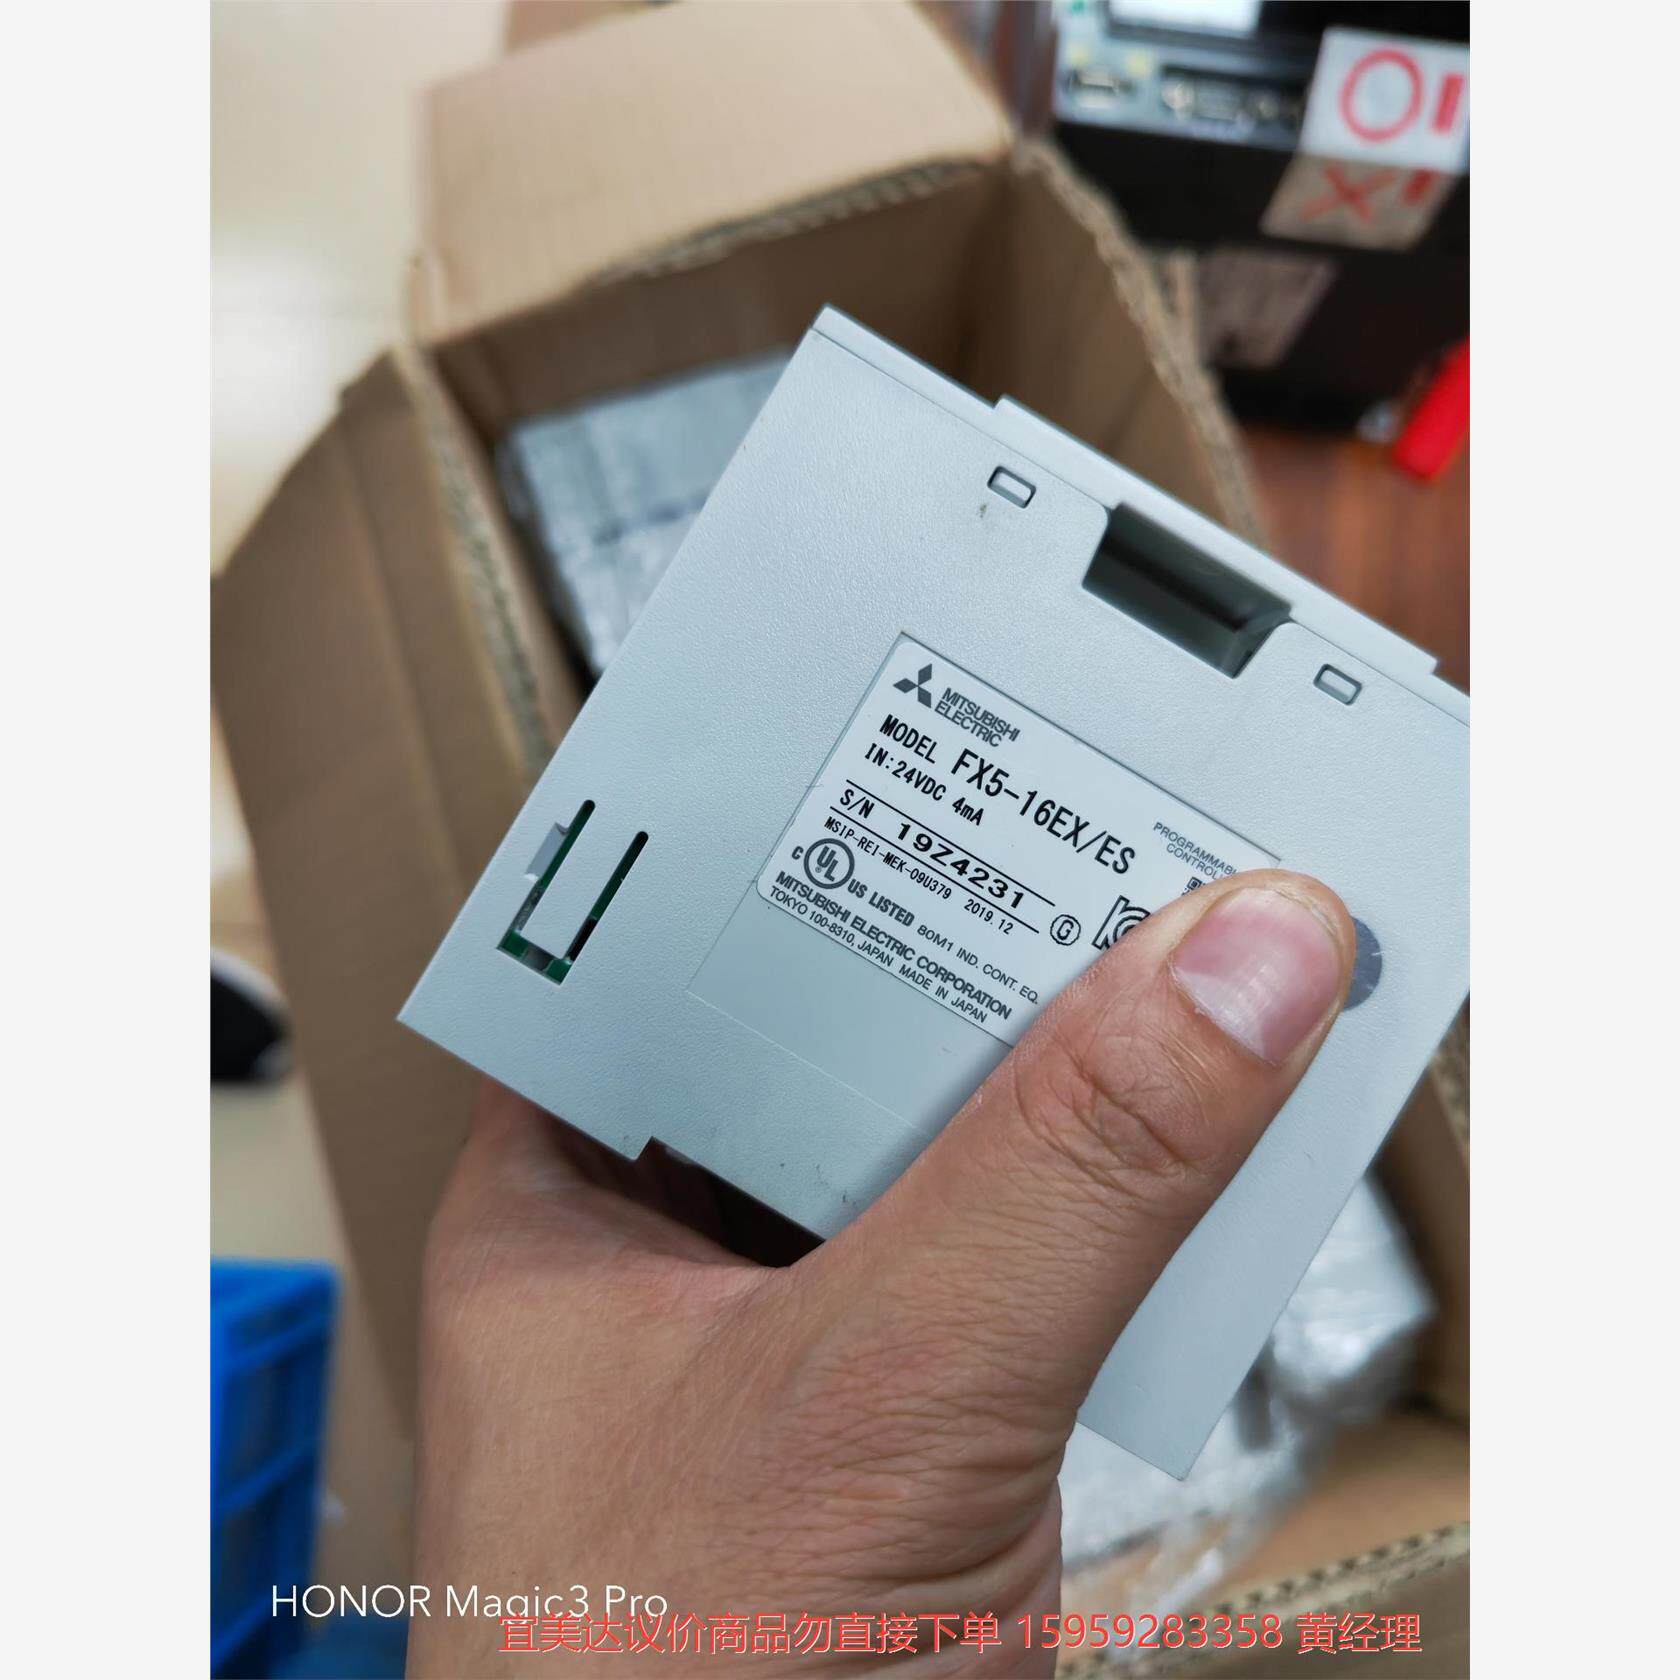 MITSUBISHI
ELECTRIC
MODEL FX5-16EX/ES
IN:24VDC 4mA
PROGRAMMABL
CONTROL
S/N 19Z4231
MSIP-REI-MEK-09U379 2019.12
C UL US LISTED 80M1 IND. CONT. EQ.
G
MITSUBISHI ELECTRIC CORPORATION
TOKYO 100-8310, JAPAN MADE IN JAPAN
HONOR Magic3 Pro
宜美达议价商品勿直接下单 15959283358 黄经理